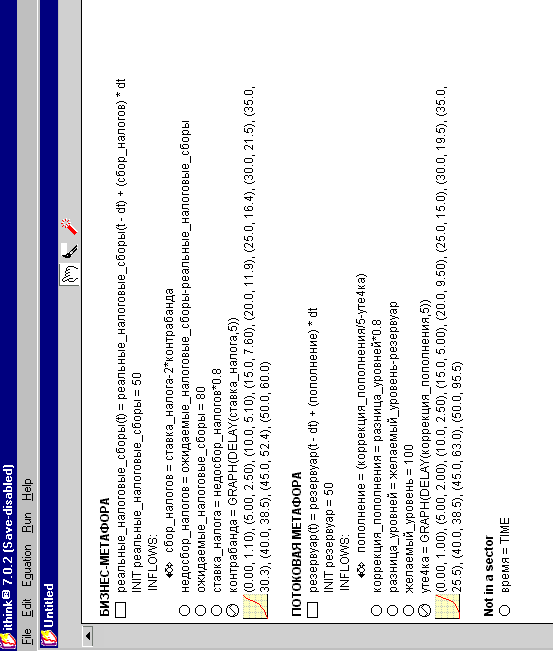 ithink® 7.0.2 (Save-disabled)
File Edit Equation Run Help
Untitled
БИЗНЕС-МЕТАФОРА
реальные_налоговые_сборы(t) = реальные_налоговые_сборы(t - dt) + (сбор_налогов) * dt
INIT реальные_налоговые_сборы = 50
INFLOWS:
сбор_налогов = ставка_налога-2*контрабанда
недосбор_налогов = ожидаемые_налоговые_сборы-реальные_налоговые_сборы
ожидаемые_налоговые_сборы = 80
ставка_налога = недосбор_налогов*0.8
контрабанда = GRAPH(DELAY(ставка_налога,5))
(0.00, 1.10), (5.00, 2.50), (10.0, 5.10), (15.0, 7.60), (20.0, 11.9), (25.0, 16.4), (30.0, 21.5), (35.0,
30.3), (40.0, 38.5), (45.0, 52.4), (50.0, 60.0)
ПОТОКОВАЯ МЕТАФОРА
резервуар(t) = резервуар(t - dt) + (пополнение) * dt
INIT резервуар = 50
INFLOWS:
пополнение = (коррекция_пополнения/5-уте4ка)
коррекция_пополнения = разница_уровней*0.8
разница_уровней = желаемый_уровень-резервуар
желаемый_уровень = 100
уте4ка = GRAPH(DELAY(коррекция_пополнения,5))
(0.00, 1.00), (5.00, 2.00), (10.0, 2.50), (15.0, 5.00), (20.0, 9.50), (25.0, 15.0), (30.0, 19.5), (35.0,
25.5), (40.0, 38.5), (45.0, 63.0), (50.0, 95.5)
Not in a sector
время = TIME